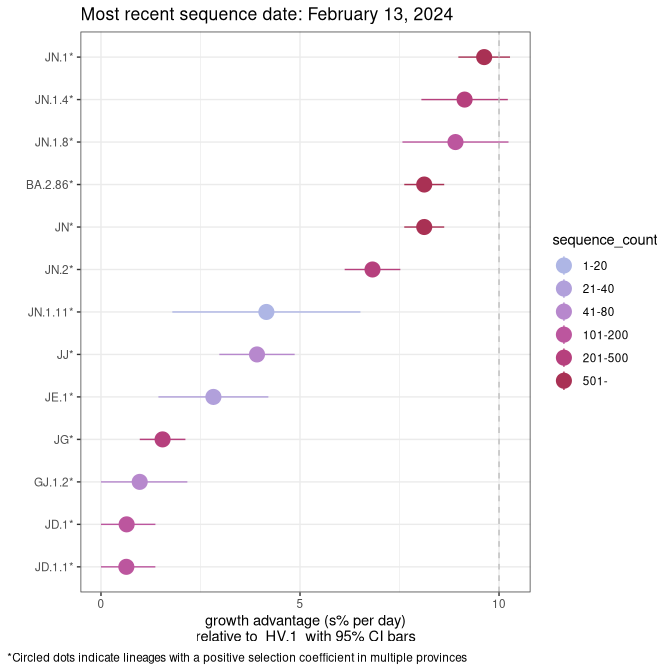 Most recent sequence date: February 13, 2024
JN.1*
JN.1.4*
JN.1.8*
BA.2.86*
JN*
JN.2*
JN.1.11*
JJ*
JE.1*
JG*
GJ.1.2*
JD.1*
JD.1.1*
0 5 10
growth advantage (s% per day)
relative to HV.1 with 95% CI bars
sequence_count
1-20
21-40
41-80
101-200
201-500
501-
*Circled dots indicate lineages with a positive selection coefficient in multiple provinces